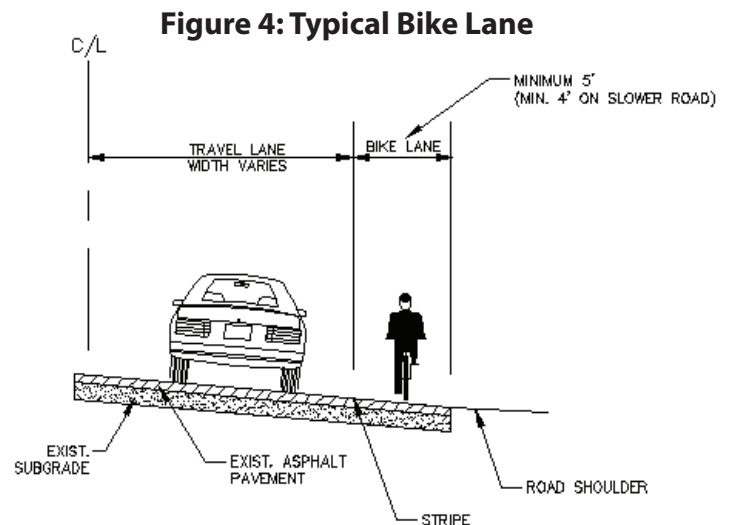 Figure 4: Typical Bike Lane
C/L
MINIMUM 5'
(MIN. 4' ON SLOWER ROAD)
TRAVEL LANE
WIDTH VARIES
BIKE LANE
EXIST.
SUBGRADE
EXIST. ASPHALT
PAVEMENT
ROAD SHOULDER
STRIPE